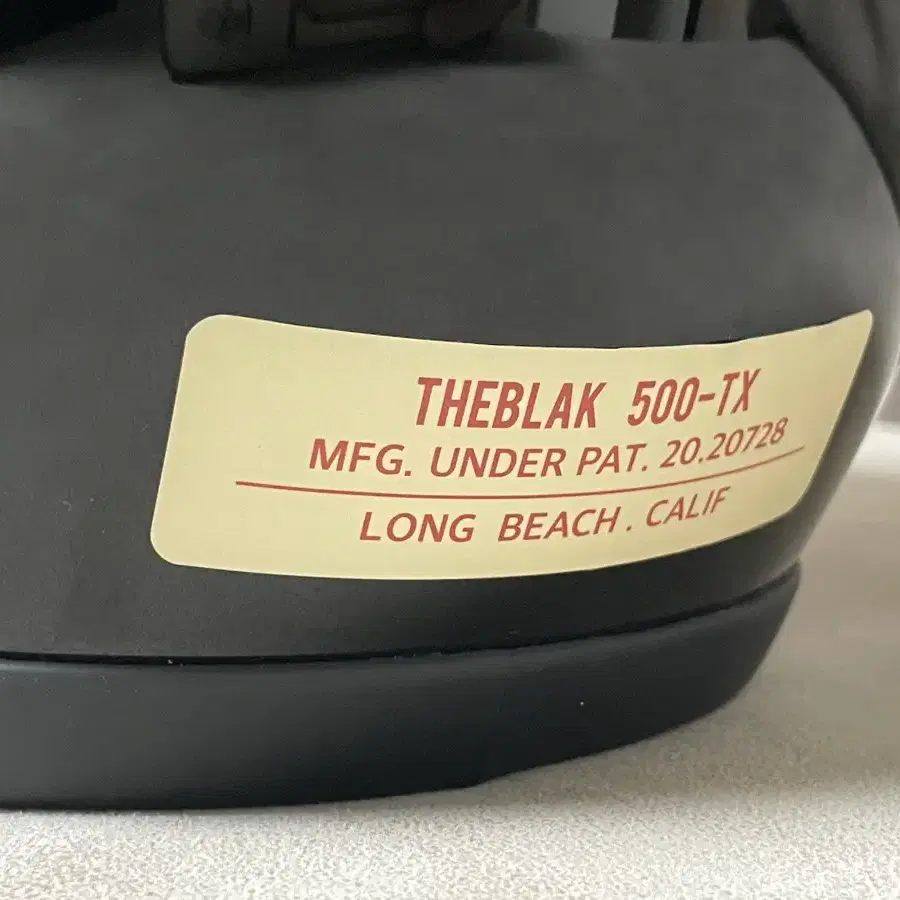 THEBLAK 500-TX
MFG. UNDER PAT. 20.20728
LONG BEACH. CALIF